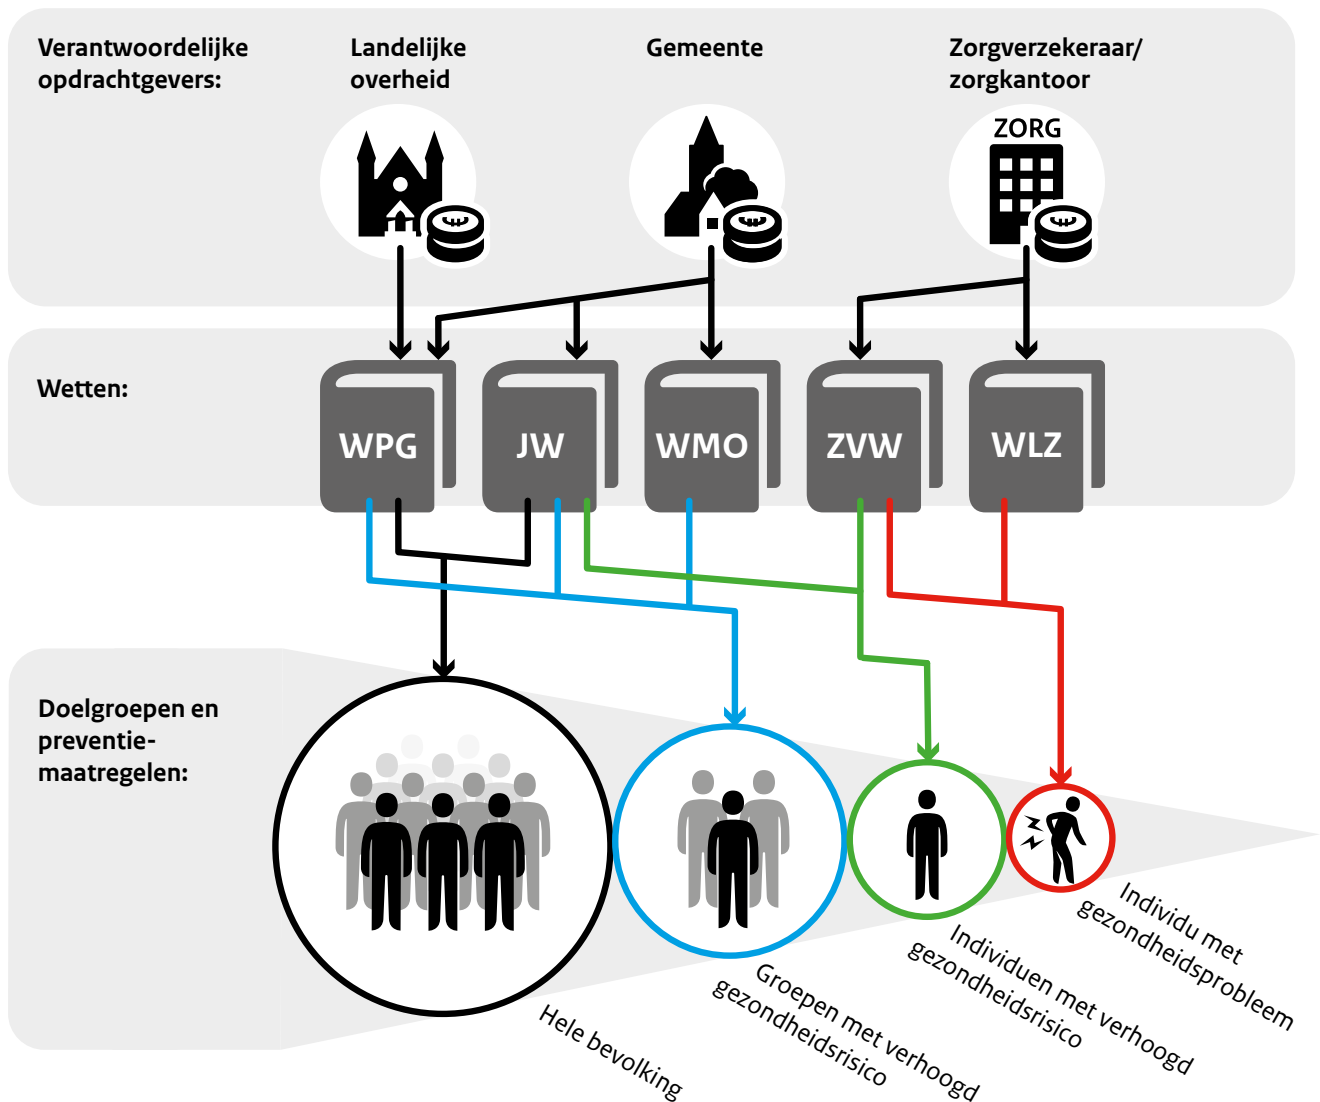 Verantwoordelijke
opdrachtgevers:
Landelijke
overheid
Gemeente
Zorgverzekeraar/
zorgkantoor
ZORG
Wetten:
WPG
JW
WMO
ZVW
WLZ
Doelgroepen en
preventie-
maatregelen:
Hele bevolking
Groepen met verhoogd
gezondheidsrisico
Individuen met verhoogd
gezondheidsrisico
Individu met
gezondheidsprobleem